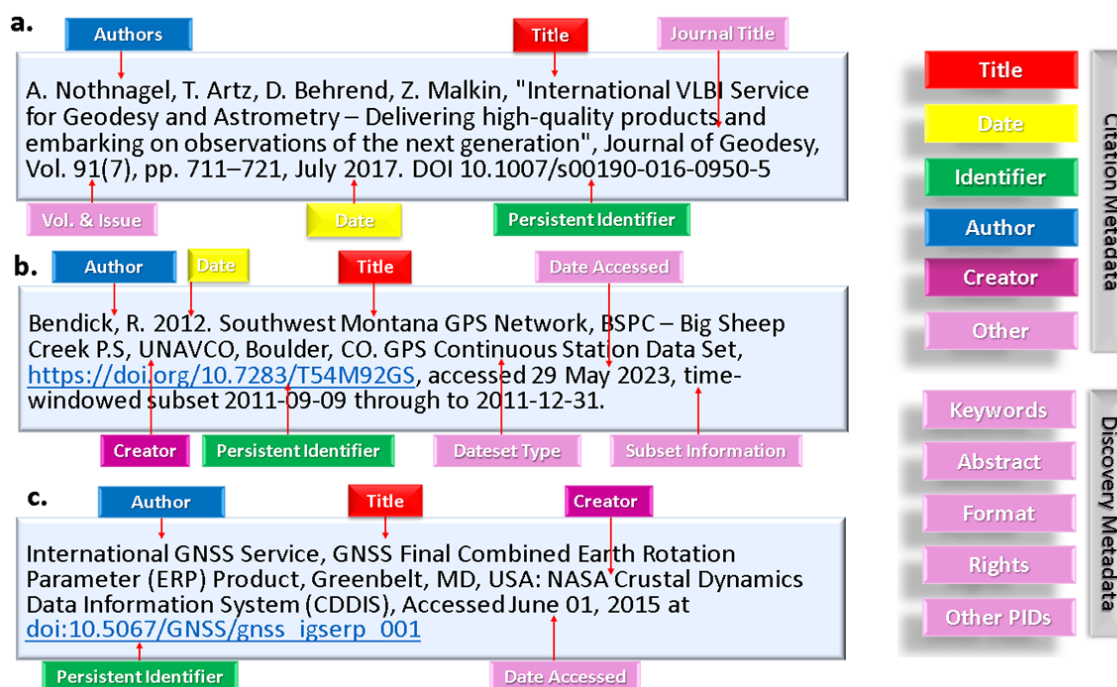 a.
Authors
Title
Journal Title
A. Nothnagel, T. Artz, D. Behrend, Z. Malkin, "International VLBI Service
for Geodesy and Astrometry – Delivering high-quality products and
embarking on observations of the next generation", Journal of Geodesy,
Vol. 91(7), pp. 711–721, July 2017. DOI 10.1007/s00190-016-0950-5
Vol. & Issue
Date
Persistent Identifier
b.
Author
Date
Title
Date Accessed
Bendick, R. 2012. Southwest Montana GPS Network, BSPC – Big Sheep
Creek P.S, UNAVCO, Boulder, CO. GPS Continuous Station Data Set,
https://doi.org/10.7283/T54M92GS, accessed 29 May 2023, time-
windowed subset 2011-09-09 through to 2011-12-31.
Creator
Persistent Identifier
Dateset Type
Subset Information
c.
Author
Title
Creator
International GNSS Service, GNSS Final Combined Earth Rotation
Parameter (ERP) Product, Greenbelt, MD, USA: NASA Crustal Dynamics
Data Information System (CDDIS), Accessed June 01, 2015 at
doi:10.5067/GNSS/gnss_igserp_001
Persistent Identifier
Date Accessed
Title
Date
Identifier
Author
Creator
Other
Citation Metadata
Keywords
Abstract
Format
Rights
Other PIDs
Discovery Metadata